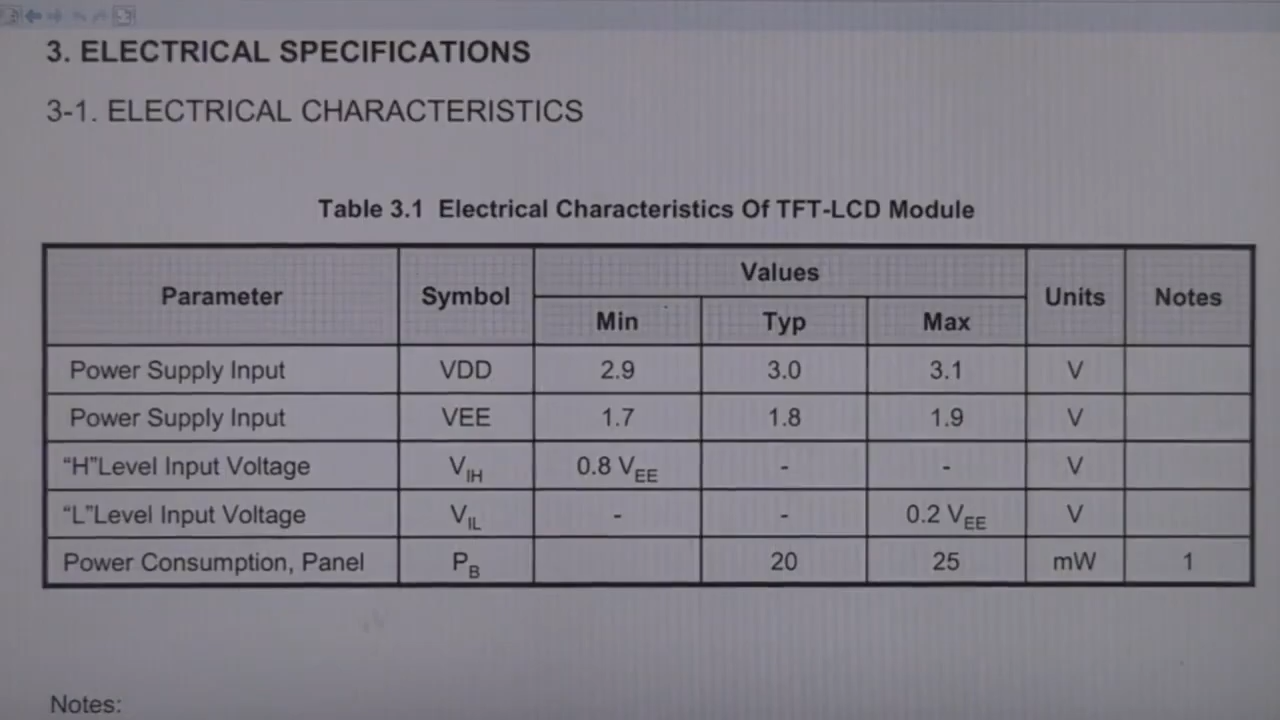 3. ELECTRICAL SPECIFICATIONS
3-1. ELECTRICAL CHARACTERISTICS
Table 3.1 Electrical Characteristics Of TFT-LCD Module
Parameter Symbol Values Units Notes
Min Typ Max
Power Supply Input VDD 2.9 3.0 3.1 V
Power Supply Input VEE 1.7 1.8 1.9 V
“H”Level Input Voltage VIH 0.8 VEE - - V
“L”Level Input Voltage VIL - - 0.2 VEE V
Power Consumption, Panel PB 20 25 mW 1
Notes: